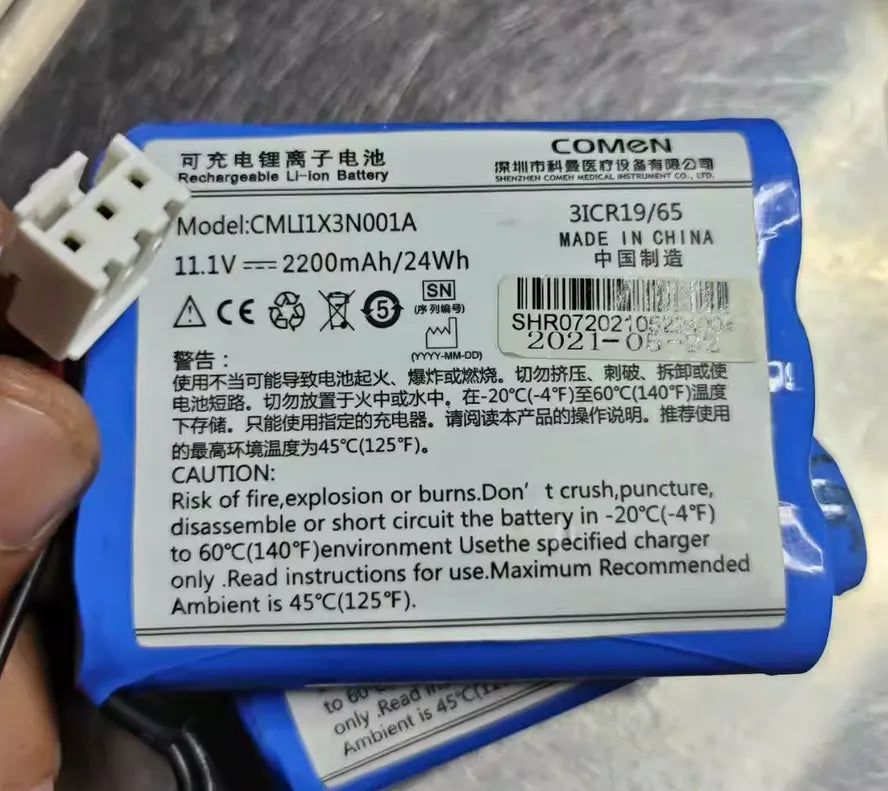 可充电锂离子电池
Rechargeable Li-ion Battery
COMEN
深圳市科曼医疗设备有限公司
SHENZHEN COMEN MEDICAL INSTRUMENT CO., LTD.
Model:CMLI1X3N001A
3ICR19/65
MADE IN CHINA
中国制造
11.1V 2200mAh/24Wh
CE
5
SN
(序列编号)
(YYYY-MM-DD)
2021-05-22
警告：
使用不当可能导致电池起火、爆炸或燃烧。切勿挤压、刺破、拆卸或使
电池短路。切勿放置于火中或水中。在-20℃(-4℉)至60℃(140℉)温度
下存储。只能使用指定的充电器。请阅读本产品的操作说明。推荐使用
的最高环境温度为45℃(125℉)。
CAUTION:
Risk of fire,explosion or burns.Don’t crush,puncture,
disassemble or short circuit the battery in -20℃(-4℉)
to 60℃(140℉)environment Usethe specified charger
only .Read instructions for use.Maximum Recommended
Ambient is 45℃(125℉).
to 60
only .Read
Ambient is 45℃